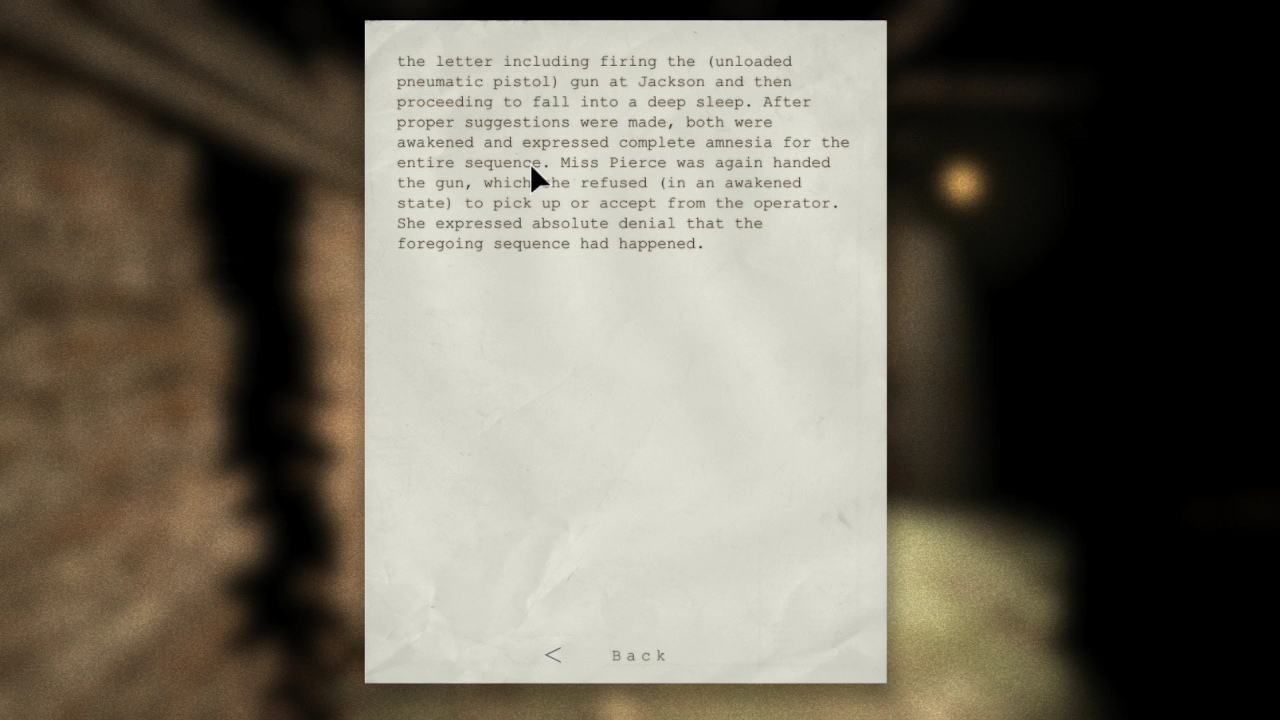 the letter including firing the (unloaded
pneumatic pistol) gun at Jackson and then
proceeding to fall into a deep sleep. After
proper suggestions were made, both were
awakened and expressed complete amnesia for the
entire sequence. Miss Pierce was again handed
the gun, which she refused (in an awakened
state) to pick up or accept from the operator.
She expressed absolute denial that the
foregoing sequence had happened.
< Back